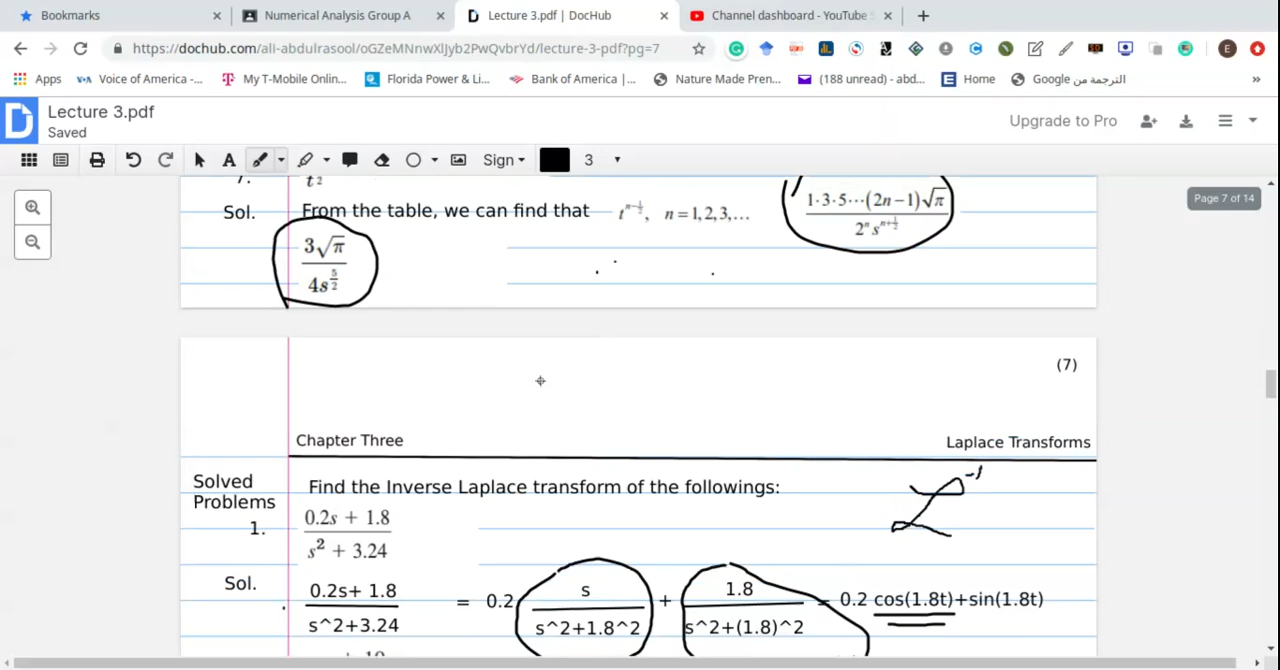 Bookmarks
Numerical Analysis Group A
Lecture 3.pdf | DocHub
Channel dashboard - YouTube
https://dochub.com/ali-abdulrasool/oGZeMNnwXlJyb2PwQvbrYd/lecture-3-pdf?pg=7
E
Apps VOA Voice of America -... My T-Mobile Onlin... Florida Power & Li... Bank of America |... Nature Made Pren... (188 unread) - abd... Home الترجمة من Google »
Lecture 3.pdf
Saved
Upgrade to Pro
A Sign 3
Page 7 of 14
7. t 2
Sol. From the table, we can find that t^{n-1/2}, n = 1, 2, 3,... 1·3·5···(2n−1)√π
2^n s^{n+1/2}
3√π
4s^{5/2}
(7)
Chapter Three Laplace Transforms
Solved Problems
Find the Inverse Laplace transform of the followings: ℒ^-1
1. 0.2s + 1.8
s² + 3.24
Sol. 0.2s+ 1.8 = 0.2 s + 1.8 = 0.2 cos(1.8t)+sin(1.8t)
s^2+3.24 s^2+1.8^2 s^2+(1.8)^2